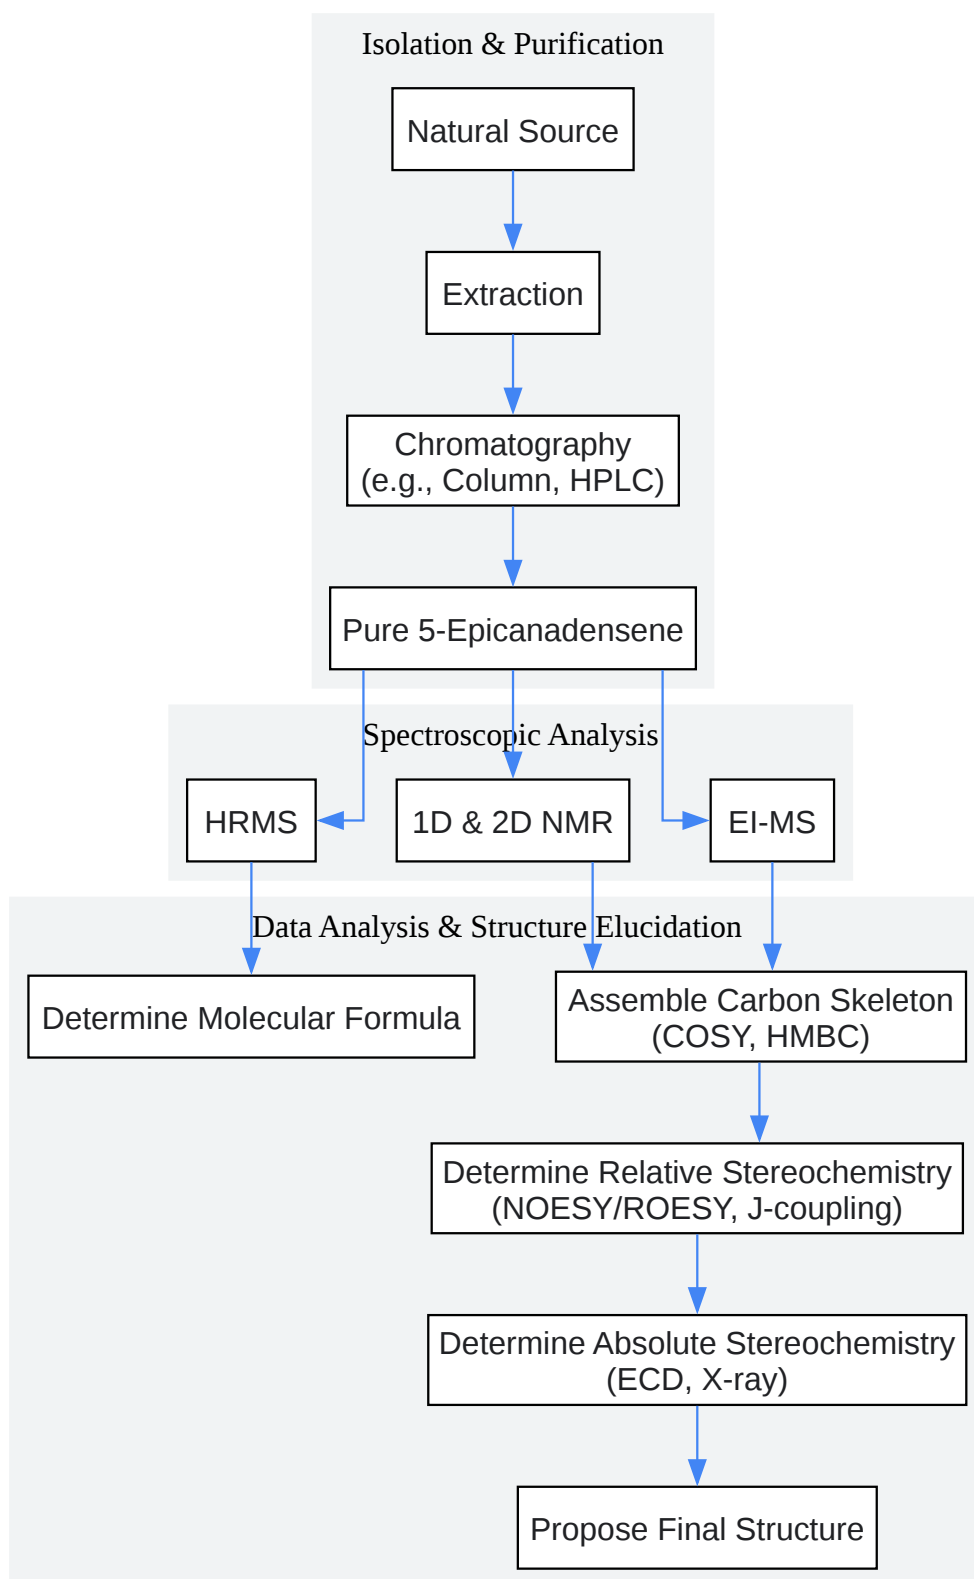 Isolation & Purification
Natural Source
Extraction
Chromatography
(e.g., Column, HPLC)
Pure 5-Epicanadensene
Spectroscopic Analysis
HRMS
1D & 2D NMR
EI-MS
Data Analysis & Structure Elucidation
Determine Molecular Formula
Assemble Carbon Skeleton
(COSY, HMBC)
Determine Relative Stereochemistry
(NOESY/ROESY, J-coupling)
Determine Absolute Stereochemistry
(ECD, X-ray)
Propose Final Structure